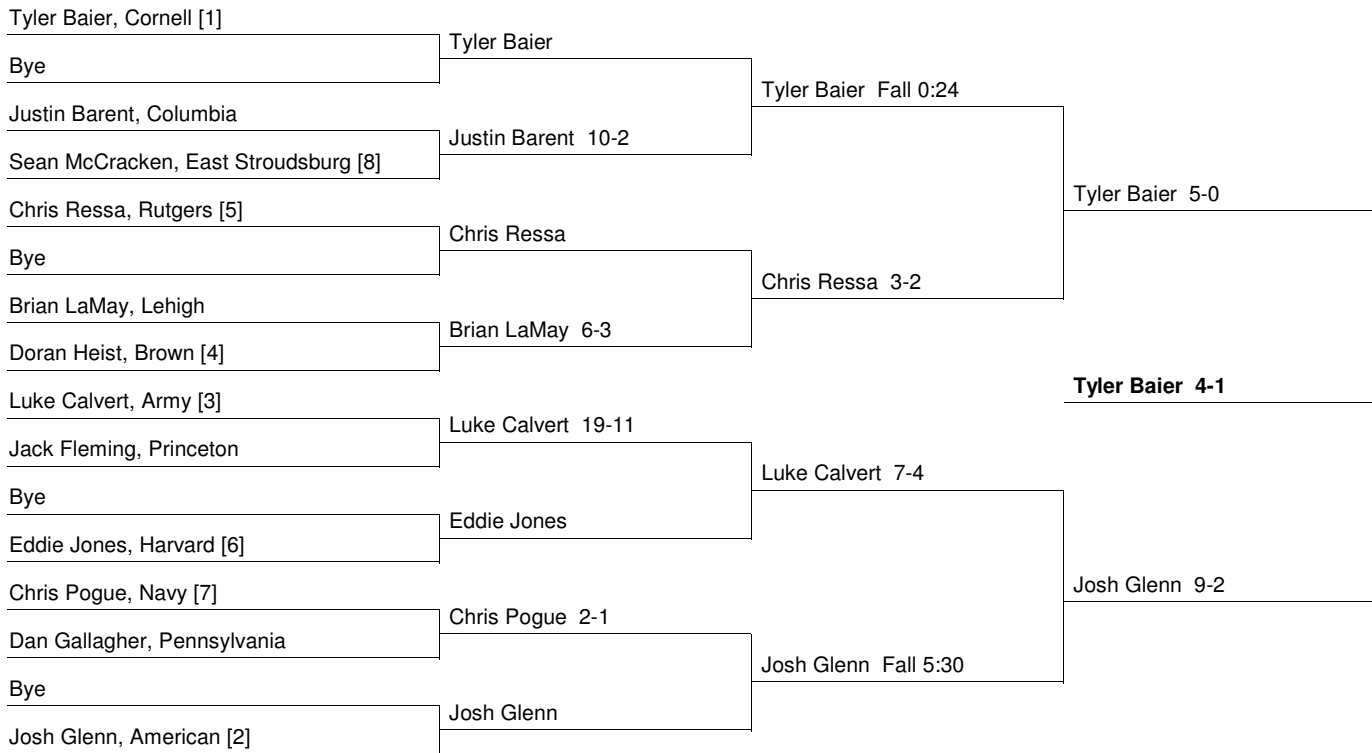 Tyler Baier, Cornell [1]
Bye
Justin Barent, Columbia
Sean McCracken, East Stroudsburg [8]
Chris Ressa, Rutgers [5]
Bye
Brian LaMay, Lehigh
Doran Heist, Brown [4]
Luke Calvert, Army [3]
Jack Fleming, Princeton
Bye
Eddie Jones, Harvard [6]
Chris Pogue, Navy [7]
Dan Gallagher, Pennsylvania
Bye
Josh Glenn, American [2]
Tyler Baier
Justin Barent 10-2
Chris Ressa
Brian LaMay 6-3
Luke Calvert 19-11
Eddie Jones
Chris Pogue 2-1
Josh Glenn
Tyler Baier Fall 0:24
Chris Ressa 3-2
Luke Calvert 7-4
Josh Glenn Fall 5:30
Tyler Baier 5-0
Josh Glenn 9-2
Tyler Baier 4-1